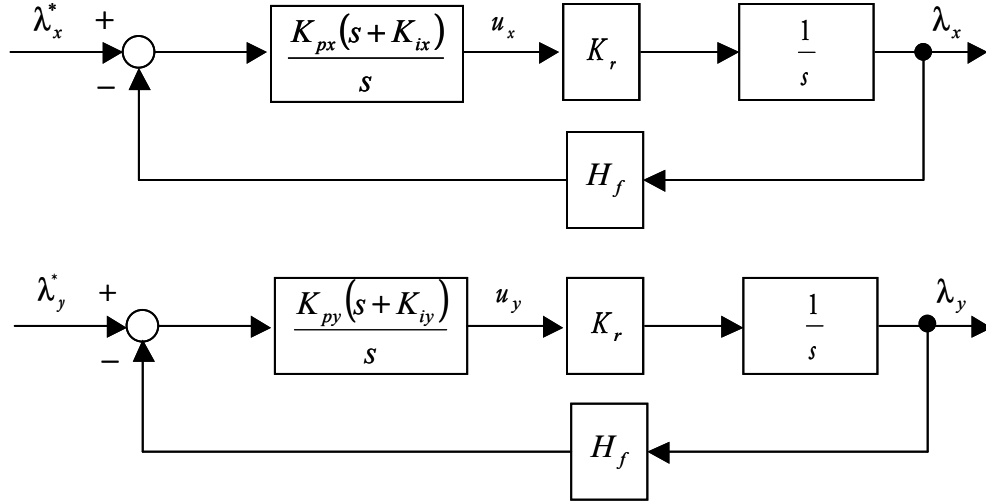 λ*x + Kpx(s+Kix) ux 1 λx
− s Kr s
Hf
λ*y + Kpy(s+Kiy) uy 1 λy
− s Kr s
Hf